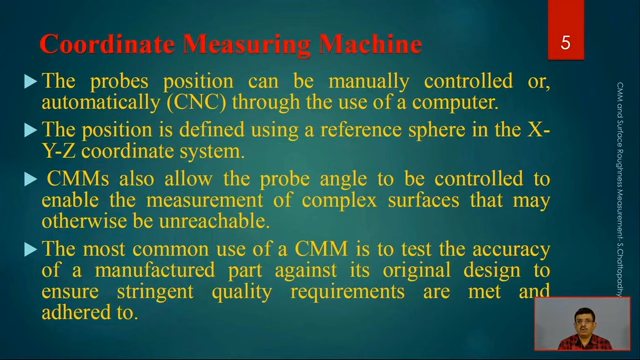 Coordinate Measuring Machine
5
The probes position can be manually controlled or,
automatically (CNC) through the use of a computer.
The position is defined using a reference sphere in the X-
Y-Z coordinate system.
CMMs also allow the probe angle to be controlled to
enable the measurement of complex surfaces that may
otherwise be unreachable.
The most common use of a CMM is to test the accuracy
of a manufactured part against its original design to
ensure stringent quality requirements are met and
adhered to.
CMM and Surface Roughness Measurement- S.Chattopadhy